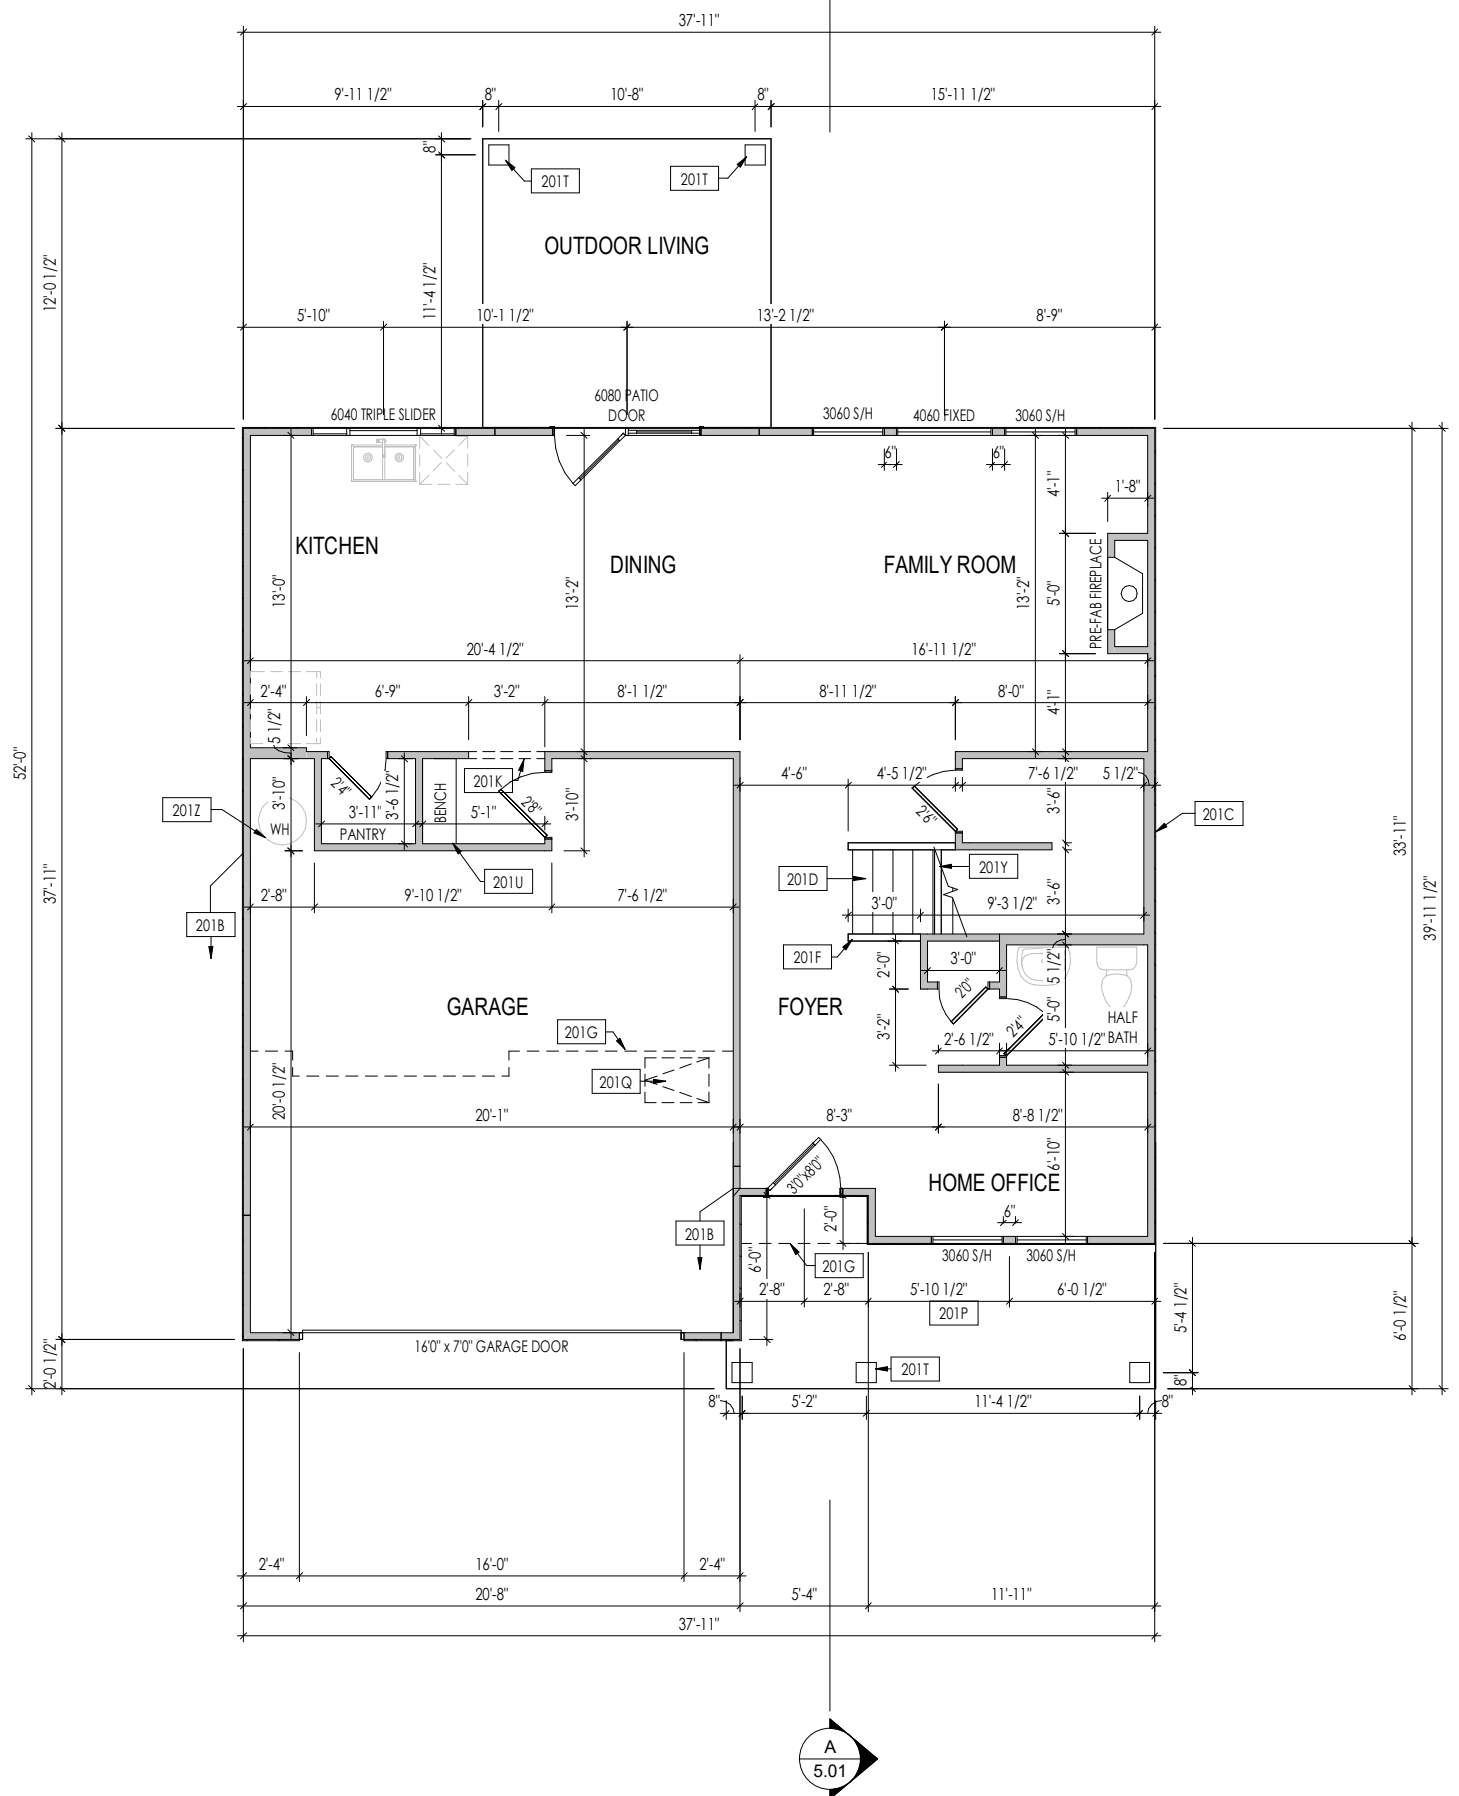 37'-11"
9'-11 1/2"
8"
10'-8"
8"
15'-11 1/2"
8"
201T
201T
OUTDOOR LIVING
12'-0 1/2"
11'-4 1/2"
5'-10"
10'-1 1/2"
13'-2 1/2"
8'-9"
6080 PATIO
DOOR
6040 TRIPLE SLIDER
3060 S/H
4060 FIXED
3060 S/H
6"
6"
4'-1"
1'-8"
KITCHEN
DINING
FAMILY ROOM
13'-0"
13'-2"
13'-2"
5'-0"
PRE-FAB FIREPLACE
20'-4 1/2"
16'-11 1/2"
2'-4"
6'-9"
3'-2"
8'-1 1/2"
8'-11 1/2"
8'-0"
4'-1"
5 1/2"
52'-0"
201K
4'-6"
4'-5 1/2"
7'-6 1/2"
5 1/2"
2'4"
3'-6 1/2"
BENCH
2'8"
3'-10"
3'-10"
2'6"
3'-6"
201Z
3'-11"
5'-1"
201C
WH
PANTRY
33'-11"
37'-11"
39'-11 1/2"
201U
201D
201Y
2'-8"
9'-10 1/2"
7'-6 1/2"
3'-0"
9'-3 1/2"
3'-6"
201B
201F
2'-0"
3'-0"
5 1/2"
2'0"
GARAGE
FOYER
5'-0"
HALF
BATH
201G
3'-2"
2'-6 1/2"
2'4"
5'-10 1/2"
201Q
20'-0 1/2"
20'-1"
8'-3"
8'-8 1/2"
6'-10"
3'0"x8'0"
HOME OFFICE
2'-0"
6"
201B
6'-0"
201G
3060 S/H
3060 S/H
2'-8"
2'-8"
5'-10 1/2"
6'-0 1/2"
201P
5'-4 1/2"
6'-0 1/2"
16'0" x 7'0" GARAGE DOOR
2'-0 1/2"
201T
8"
8"
5'-2"
11'-4 1/2"
8"
2'-4"
16'-0"
2'-4"
20'-8"
5'-4"
11'-11"
37'-11"
A
5.01